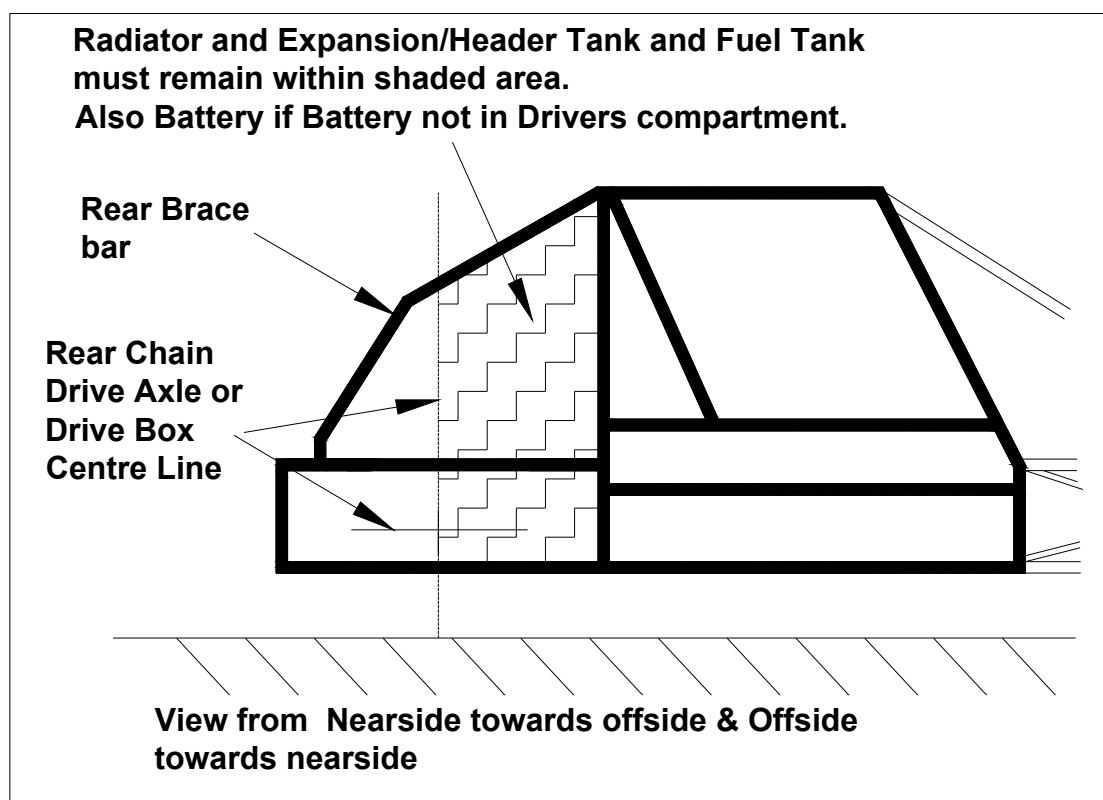 Radiator and Expansion/Header Tank and Fuel Tank
must remain within shaded area.
Also Battery if Battery not in Drivers compartment.
Rear Brace
bar
Rear Chain
Drive Axle or
Drive Box
Centre Line
View from  Nearside towards offside & Offside
towards nearside